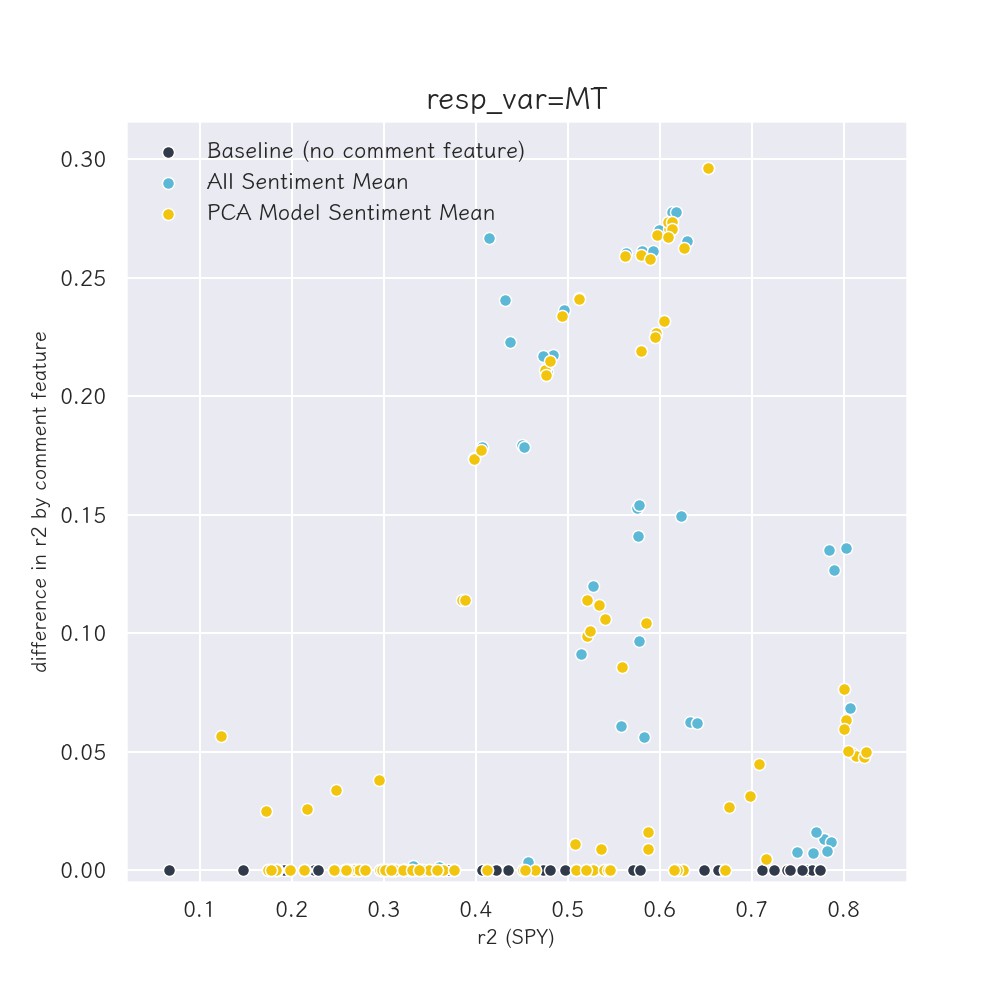 resp_var=MT
Baseline (no comment feature)
All Sentiment Mean
PCA Model Sentiment Mean
0.30
0.25
0.20
0.15
0.10
0.05
0.00
difference in r2 by comment feature
0.1 0.2 0.3 0.4 0.5 0.6 0.7 0.8
r2 (SPY)